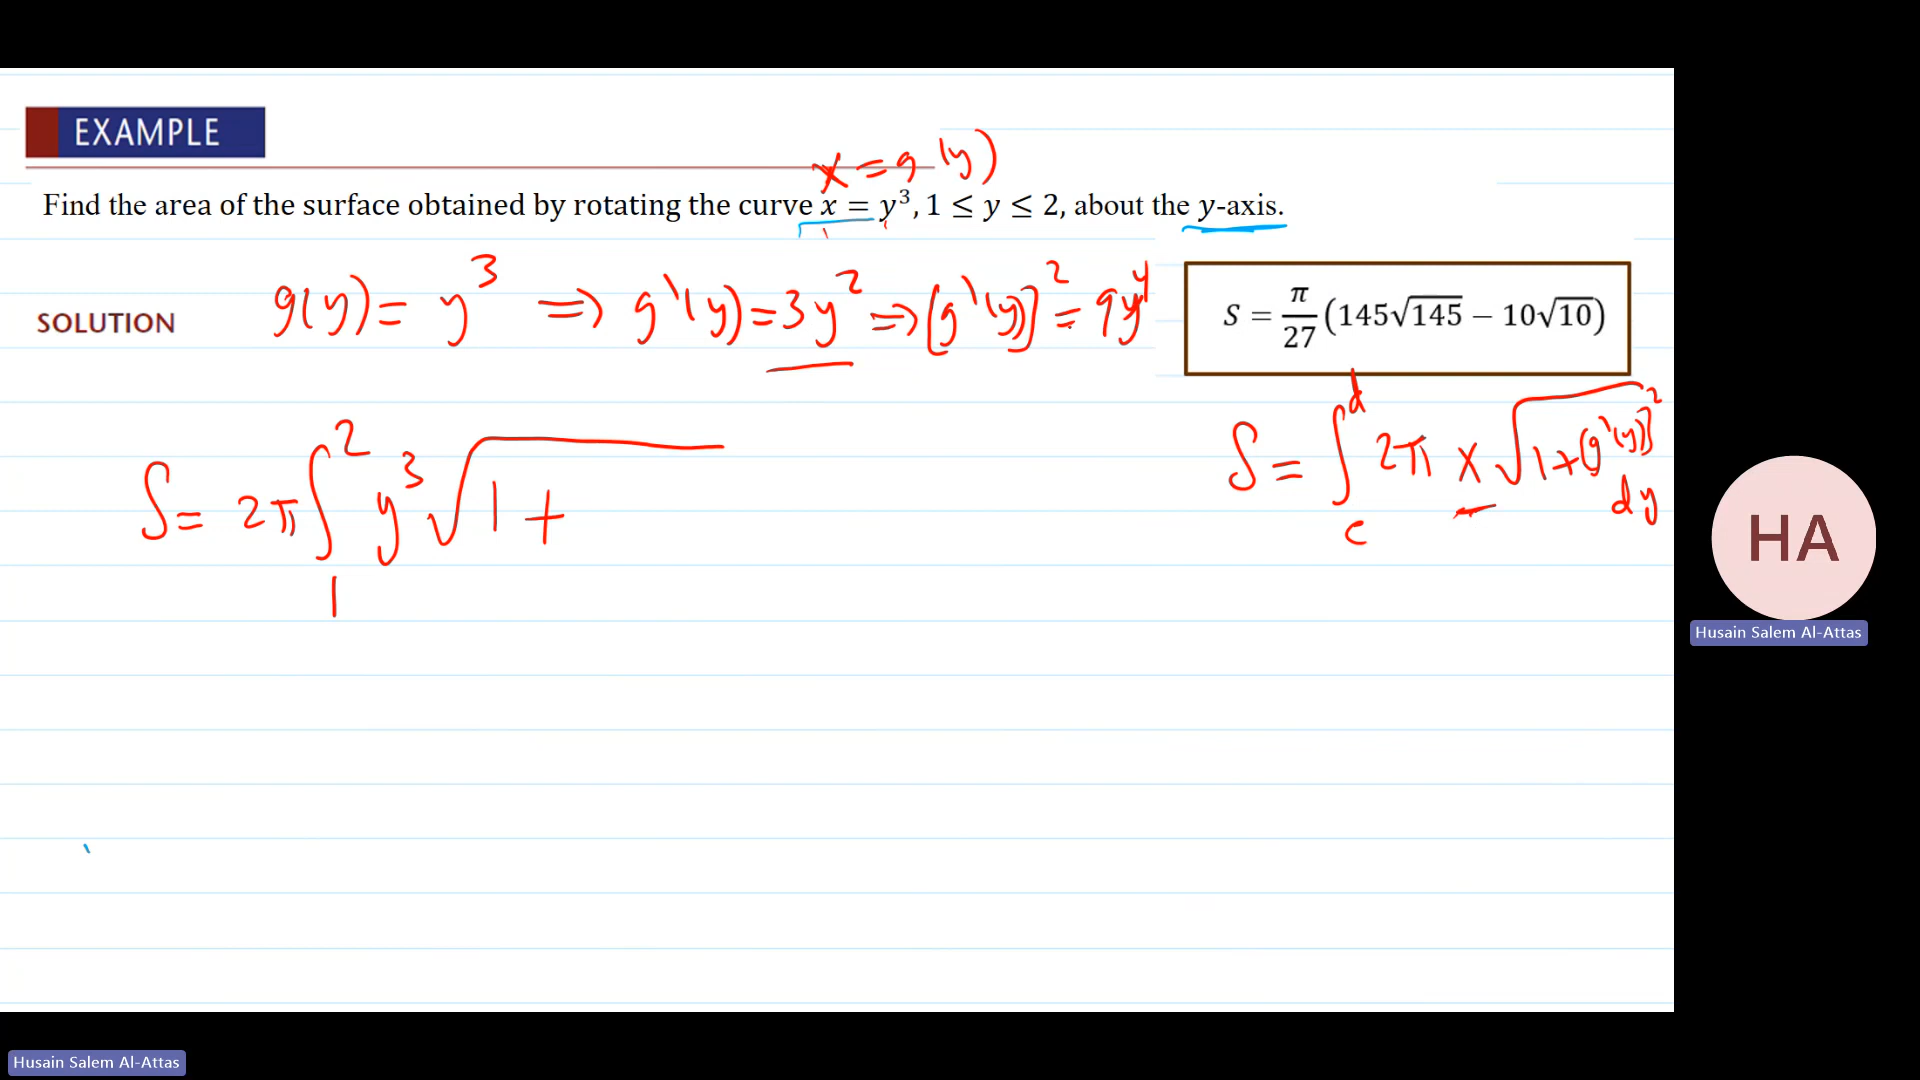 EXAMPLE
x = g(y)
Find the area of the surface obtained by rotating the curve x = y³, 1 ≤ y ≤ 2, about the y-axis.
SOLUTION
g(y) = y³ ⇒ g'(y) = 3y² ⇒ [g'(y)]² = 9y⁴
S = π/27 (145√145 − 10√10)
S = 2π ∫₁² y³ √(1 +
S = ∫_c^d 2π x √(1 + [g'(y)]²) dy
HA
Husain Salem Al-Attas
Husain Salem Al-Attas